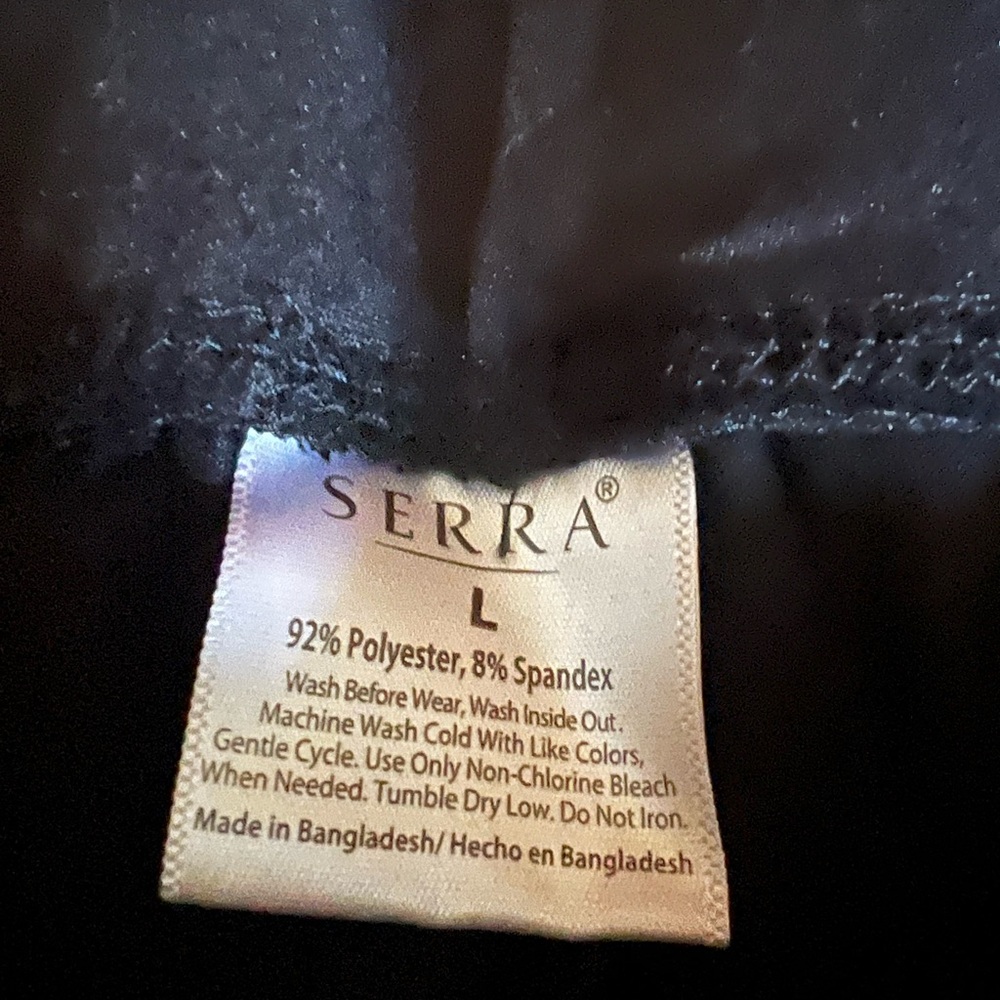 SERRA®
L
92% Polyester, 8% Spandex
Wash Before Wear, Wash Inside Out.
Machine Wash Cold With Like Colors,
Gentle Cycle. Use Only Non-Chlorine Bleach
When Needed. Tumble Dry Low. Do Not Iron.
Made in Bangladesh/ Hecho en Bangladesh